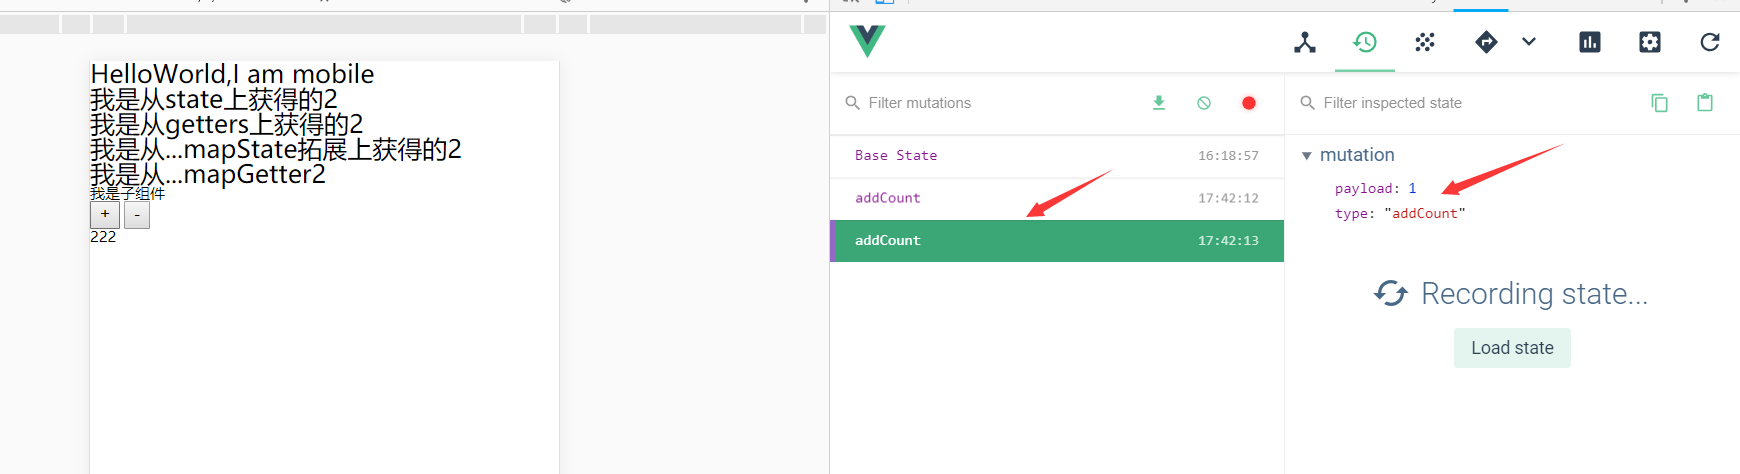 HelloWorld,I am mobile
我是从state上获得的2
我是从getters上获得的2
我是从...mapState拓展上获得的2
我是从...mapGetter2
我是子组件
+ -
222
Filter mutations
Base State 16:18:57
addCount 17:42:12
addCount 17:42:13
Filter inspected state
mutation
payload: 1
type: "addCount"
Recording state...
Load state